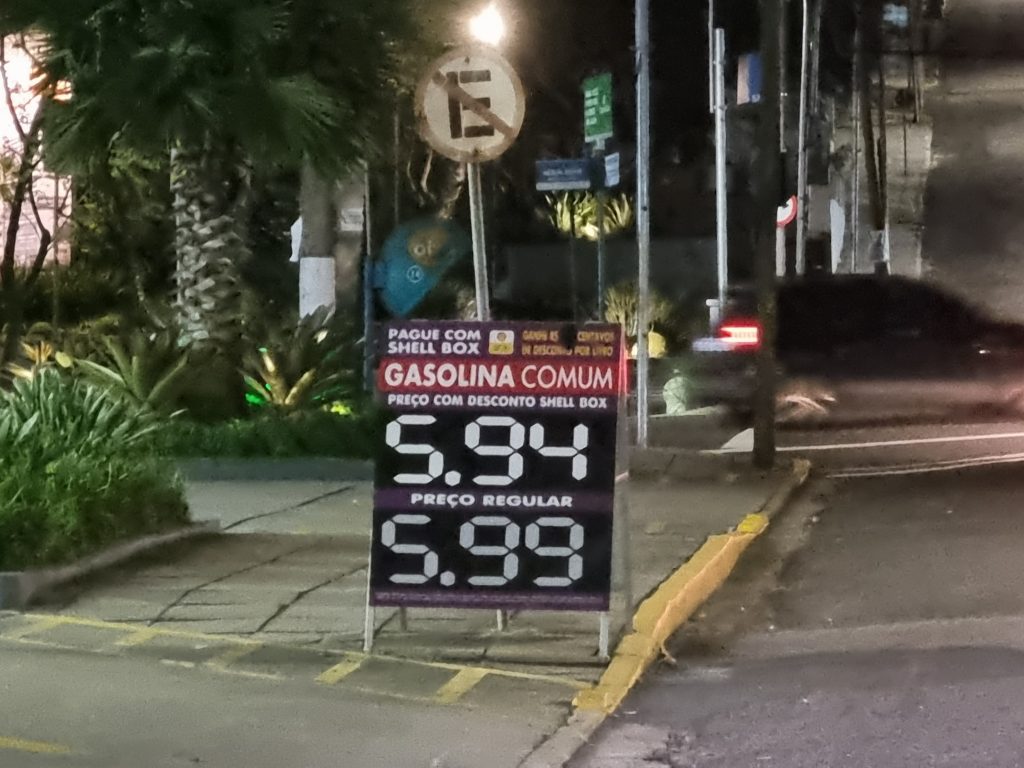 E
oi
PAGUE COM
SHELL BOX
GANHE R$ CENTAVOS
DE DESCONTO POR LITRO
GASOLINA COMUM
PREÇO COM DESCONTO SHELL BOX
5.94
PREÇO REGULAR
5.99